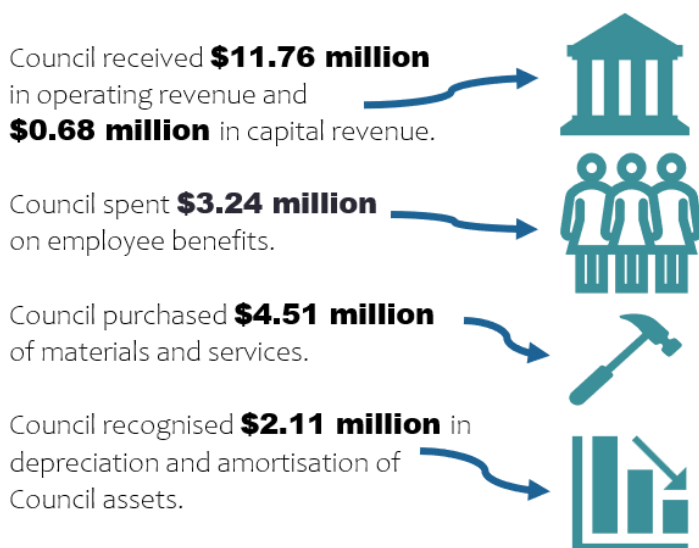 Council received $11.76 million
in operating revenue and
$0.68 million in capital revenue.
Council spent $3.24 million
on employee benefits.
Council purchased $4.51 million
of materials and services.
Council recognised $2.11 million in
depreciation and amortisation of
Council assets.